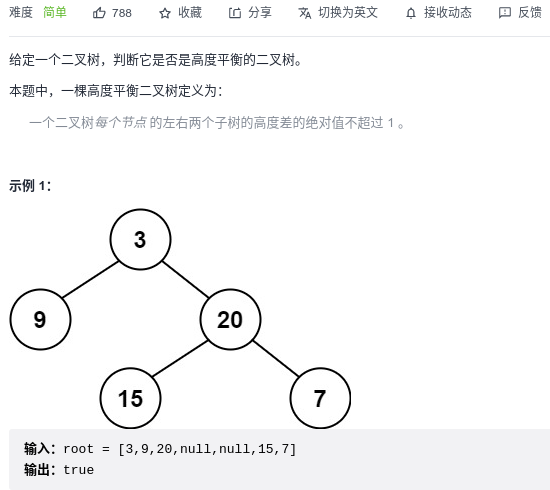 难度 简单 788 收藏 分享 切换为英文 接收动态 反馈
给定一个二叉树，判断它是否是高度平衡的二叉树。
本题中，一棵高度平衡二叉树定义为：
一个二叉树每个节点 的左右两个子树的高度差的绝对值不超过 1 。
示例 1：
3
9 20
15 7
输入：root = [3,9,20,null,null,15,7]
输出：true